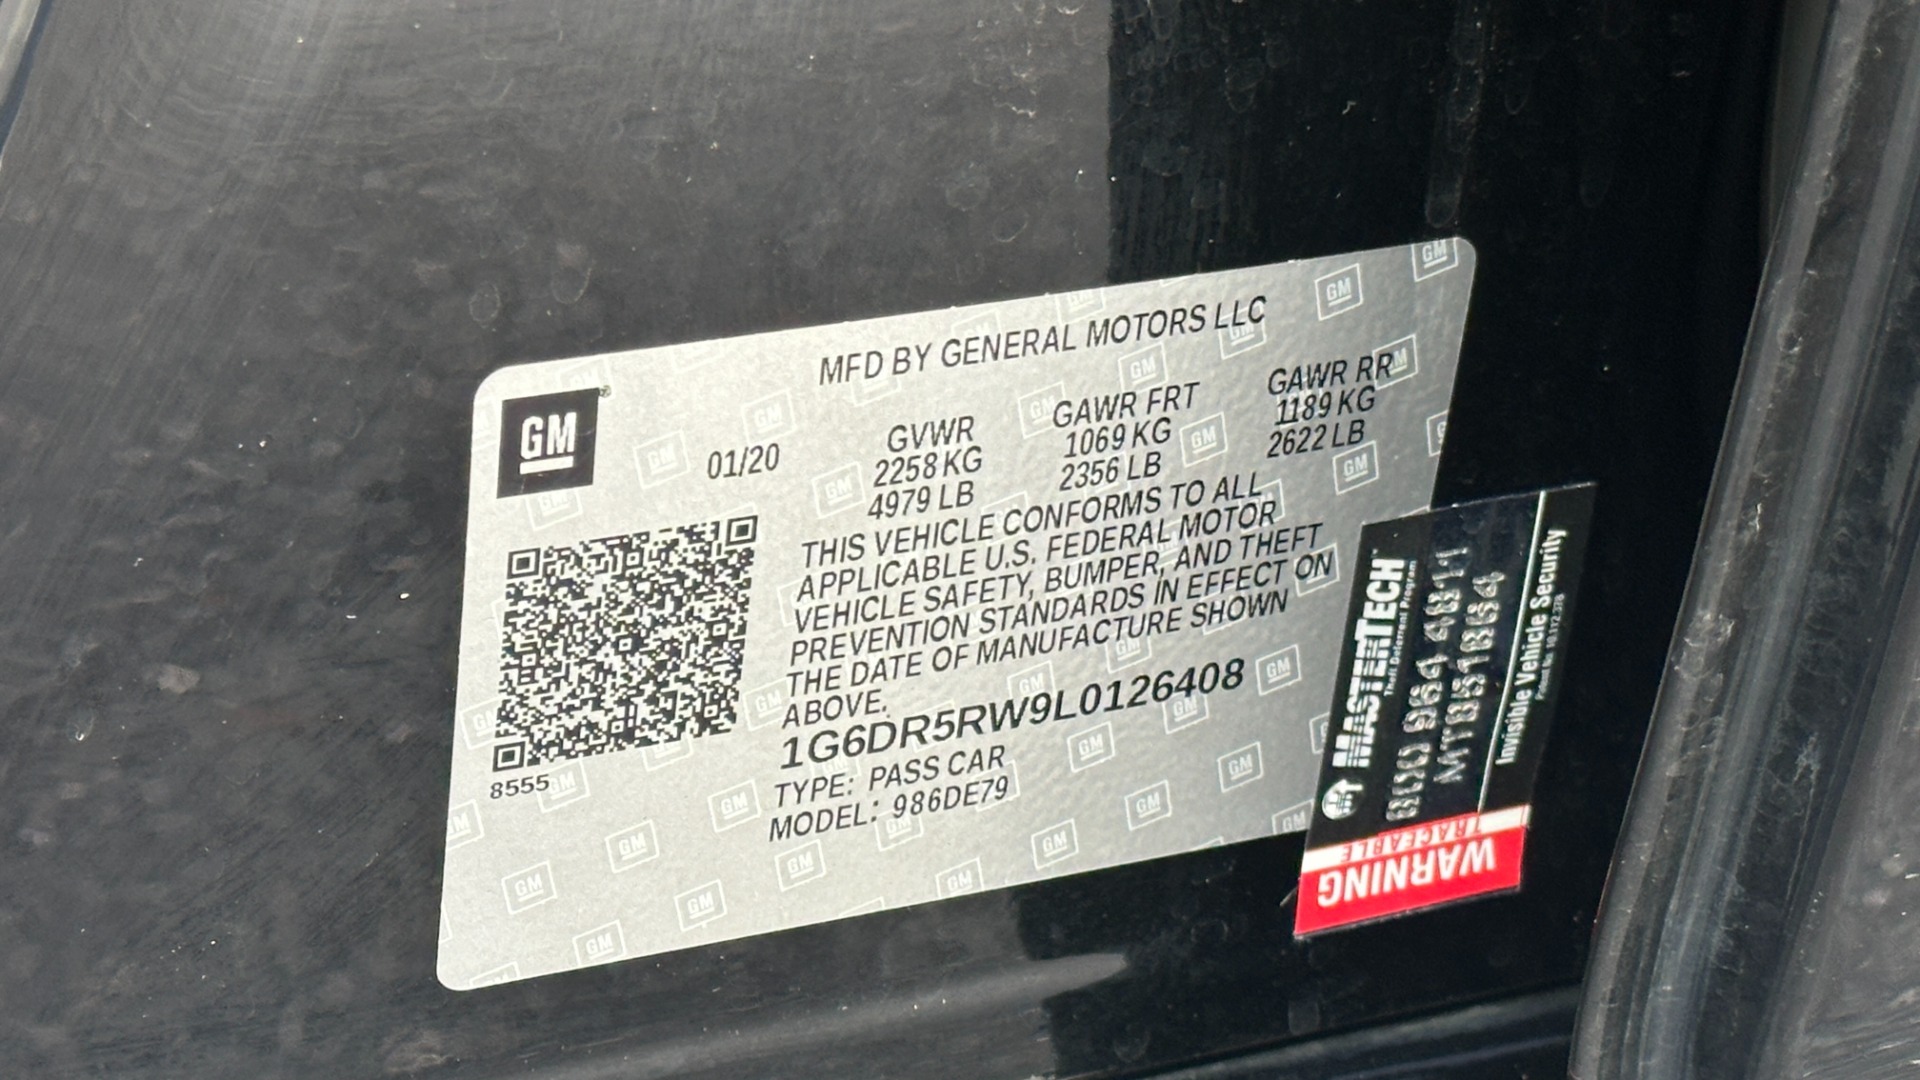 MFD BY GENERAL MOTORS LLC
GM
01/20
GVWR
2258 KG
4979 LB
GAWR FRT
1069 KG
2356 LB
GAWR RR
1189 KG
2622 LB
THIS VEHICLE CONFORMS TO ALL
APPLICABLE U.S. FEDERAL MOTOR
VEHICLE SAFETY, BUMPER, AND THEFT
PREVENTION STANDARDS IN EFFECT ON
THE DATE OF MANUFACTURE SHOWN
ABOVE.
1G6DR5RW9L0126408
TYPE: PASS CAR
MODEL: 986DE79
8555
MASTERTECH
Theft Deterrent Program
Invisible Vehicle Security
WARNING
TRACEABLE